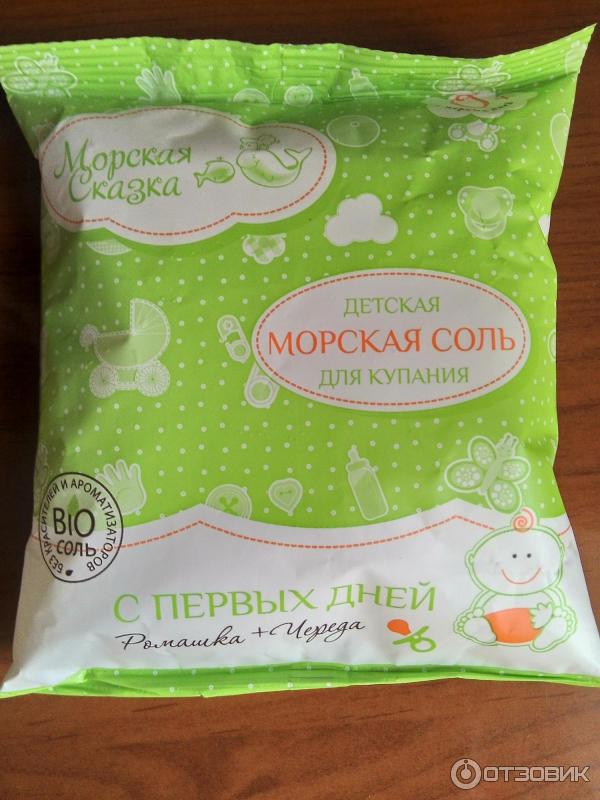 Морская
Сказка
ДЕТСКАЯ
МОРСКАЯ СОЛЬ
ДЛЯ КУПАНИЯ
БЕЗ КРАСИТЕЛЕЙ И АРОМАТИЗАТОРОВ
BIO
СОЛЬ
С ПЕРВЫХ ДНЕЙ
Ромашка + Череда
ОТЗОВИК